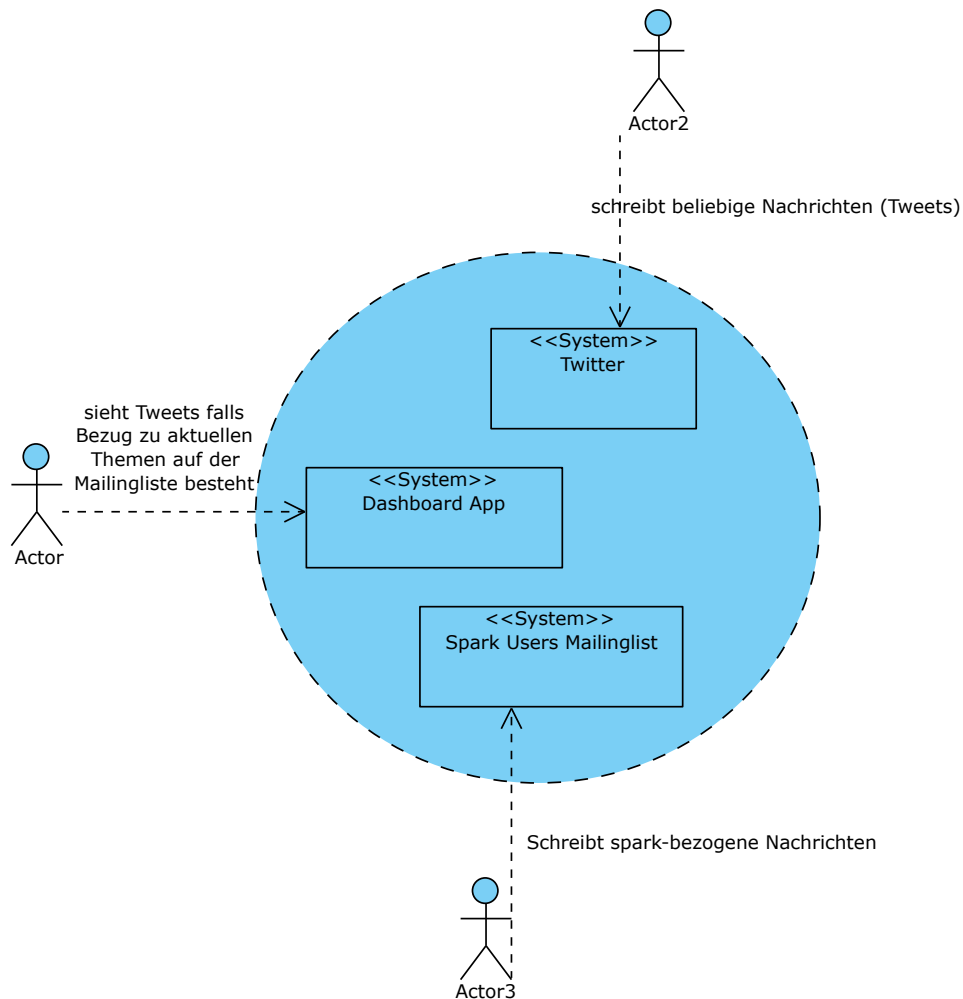 Actor2
schreibt beliebige Nachrichten (Tweets)
<<System>>
Twitter
sieht Tweets falls
Bezug zu aktuellen
Themen auf der
Mailingliste besteht
Actor
<<System>>
Dashboard App
<<System>>
Spark Users Mailinglist
Schreibt spark-bezogene Nachrichten
Actor3